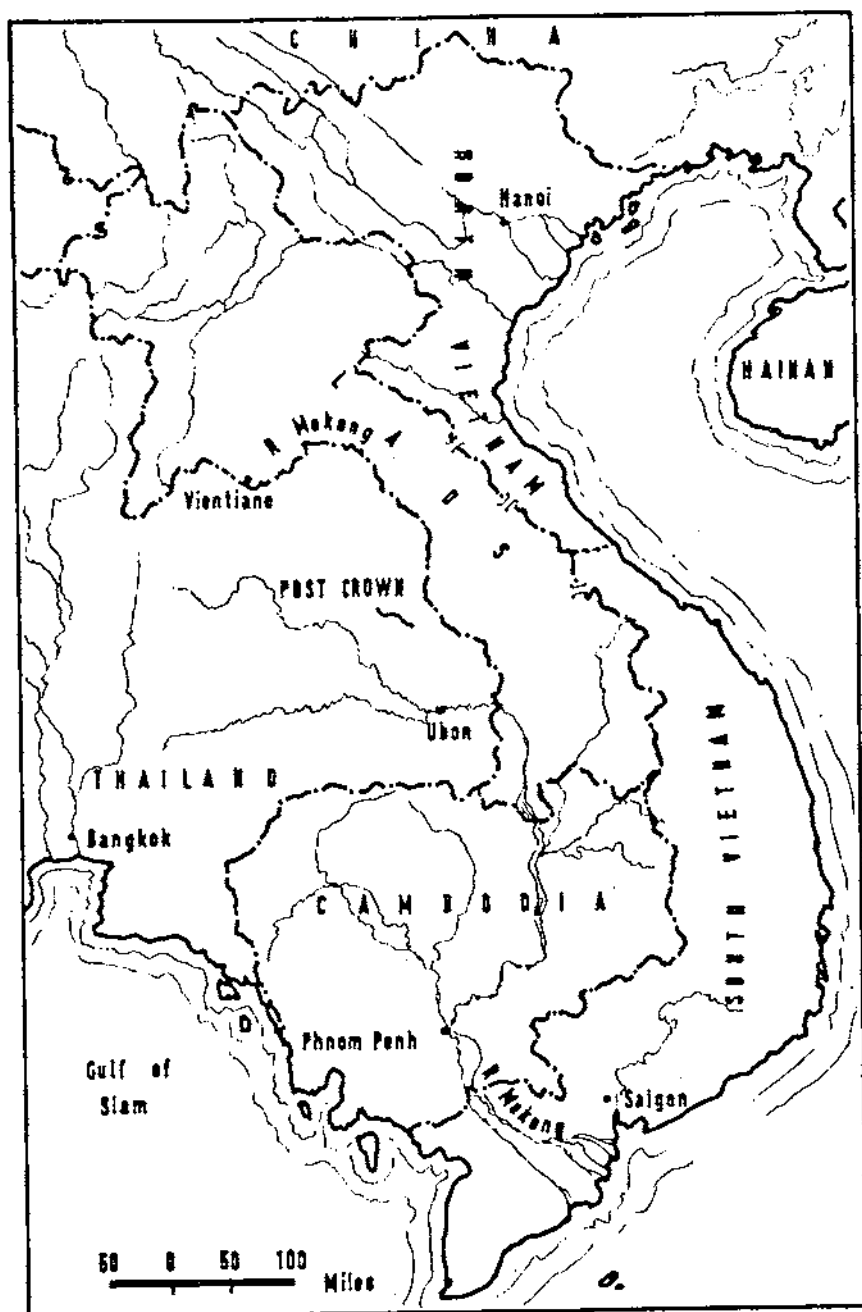 CHINA
NORTH VIETNAM
Hanoi
HAINAN
R Mekong
LAOS
Vientiane
POST CROWN
Ubon
THAILAND
Bangkok
SOUTH VIETNAM
CAMBODIA
Phnom Penh
Gulf of
Siam
R. Mekong
Saigon
50 0 50 100
Miles